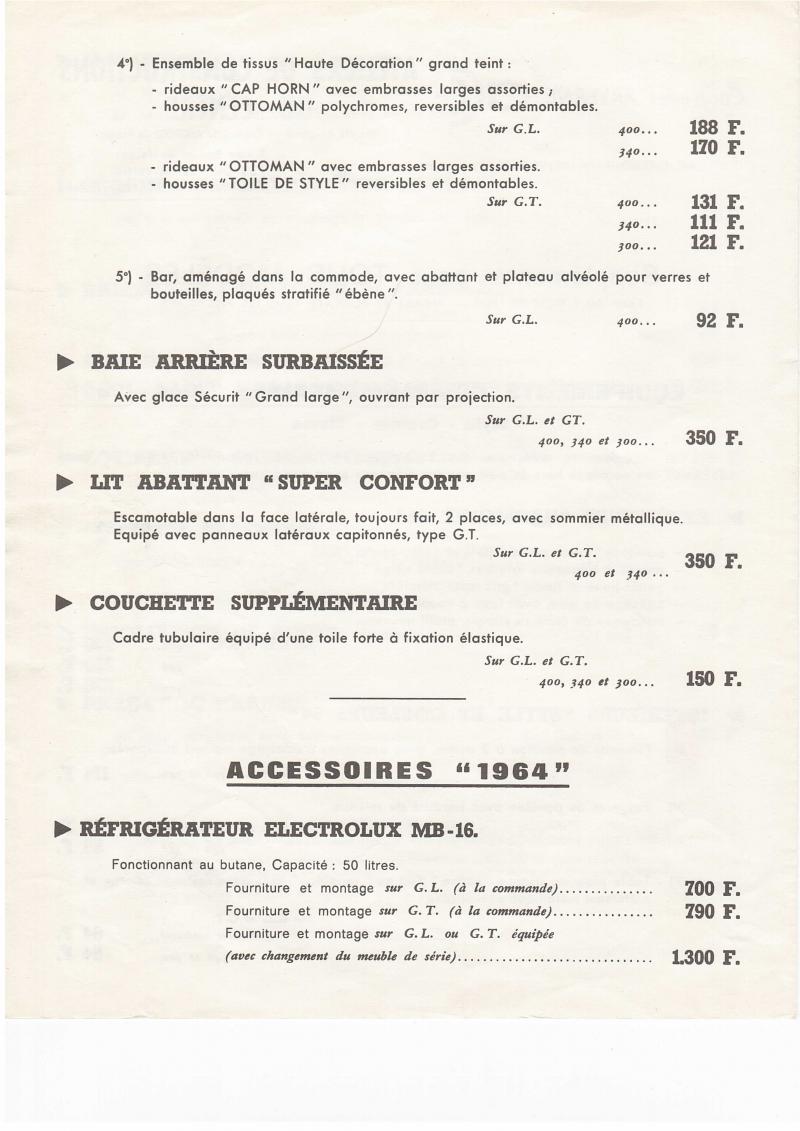 4°) - Ensemble de tissus "Haute Décoration" grand teint :
- rideaux "CAP HORN" avec embrasses larges assorties ;
- housses "OTTOMAN" polychromes, reversibles et démontables.
Sur G.L. 400... 188 F.
340... 170 F.
- rideaux "OTTOMAN" avec embrasses larges assorties.
- housses "TOILE DE STYLE" reversibles et démontables.
Sur G.T. 400... 131 F.
340... 111 F.
300... 121 F.
5°) - Bar, aménagé dans la commode, avec abattant et plateau alvéolé pour verres et
bouteilles, plaqués stratifié "ébène".
Sur G.L. 400... 92 F.
► BAIE ARRIÈRE SURBAISSÉE
Avec glace Sécurit "Grand large", ouvrant par projection.
Sur G.L. et GT.
400, 340 et 300... 350 F.
► LIT ABATTANT "SUPER CONFORT"
Escamotable dans la face latérale, toujours fait, 2 places, avec sommier métallique.
Equipé avec panneaux latéraux capitonnés, type G.T.
Sur G.L. et G.T.
400 et 340 ... 350 F.
► COUCHETTE SUPPLÉMENTAIRE
Cadre tubulaire équipé d'une toile forte à fixation élastique.
Sur G.L. et G.T.
400, 340 et 300... 150 F.
ACCESSOIRES "1964"
► RÉFRIGÉRATEUR ELECTROLUX MB-16.
Fonctionnant au butane, Capacité : 50 litres.
Fourniture et montage sur G.L. (à la commande)............... 700 F.
Fourniture et montage sur G.T. (à la commande)................ 790 F.
Fourniture et montage sur G.L. ou G.T. équipée
(avec changement du meuble de série)............................... 1.300 F.